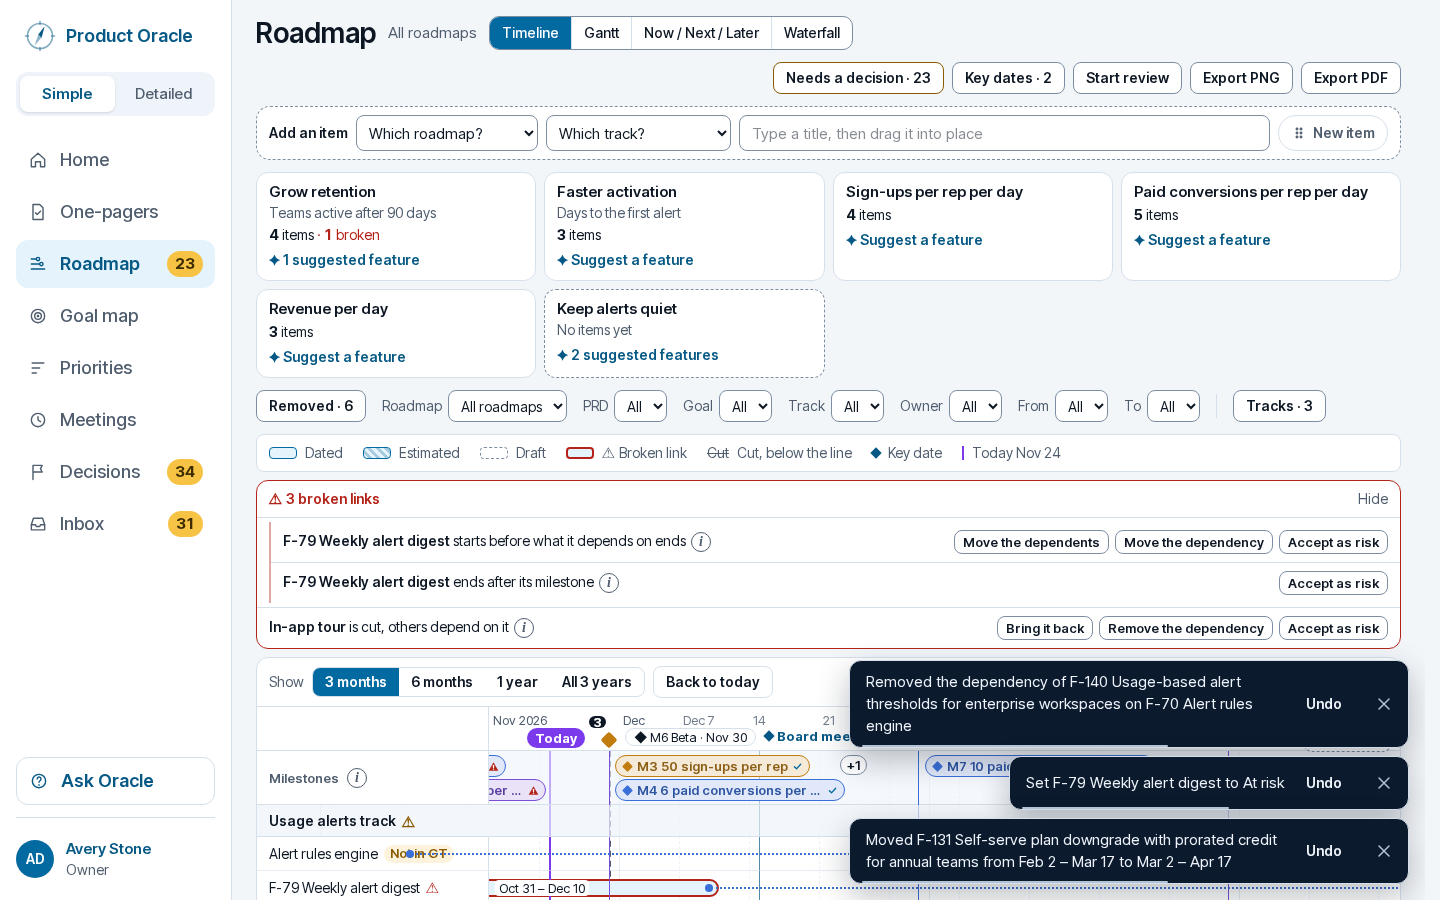 Product Oracle
Simple
Detailed
Home
One-pagers
Roadmap
23
Goal map
Priorities
Meetings
Decisions
34
Inbox
31
Ask Oracle
AD
Avery Stone
Owner
Roadmap
All roadmaps
Timeline
Gantt
Now / Next / Later
Waterfall
Needs a decision · 23
Key dates · 2
Start review
Export PNG
Export PDF
Add an item
Which roadmap?
Which track?
Type a title, then drag it into place
New item
Grow retention
Teams active after 90 days
4 items · 1 broken
1 suggested feature
Faster activation
Days to the first alert
3 items
Suggest a feature
Sign-ups per rep per day
4 items
Suggest a feature
Paid conversions per rep per day
5 items
Suggest a feature
Revenue per day
3 items
Suggest a feature
Keep alerts quiet
No items yet
2 suggested features
Removed · 6
Roadmap
All roadmaps
PRD
All
Goal
All
Track
All
Owner
All
From
All
To
All
Tracks · 3
Dated
Estimated
Draft
⚠ Broken link
Cut
Cut, below the line
Key date
Today Nov 24
⚠ 3 broken links
Hide
F-79 Weekly alert digest starts before what it depends on ends
Move the dependents
Move the dependency
Accept as risk
F-79 Weekly alert digest ends after its milestone
Accept as risk
In-app tour is cut, others depend on it
Bring it back
Remove the dependency
Accept as risk
Show
3 months
6 months
1 year
All 3 years
Back to today
Nov 2026
3
Dec
Dec 7
14
21
Today
M6 Beta · Nov 30
Board mee
Milestones
M3 50 sign-ups per rep
+1
M7 10 paid
per ...
M4 6 paid conversions per ...
Usage alerts track ⚠
Alert rules engine
No in GT
F-79 Weekly alert digest ⚠
Oct 31 – Dec 10
Removed the dependency of F-140 Usage-based alert
thresholds for enterprise workspaces on F-70 Alert rules
engine
Undo
Set F-79 Weekly alert digest to At risk
Undo
Moved F-131 Self-serve plan downgrade with prorated credit
for annual teams from Feb 2 – Mar 17 to Mar 2 – Apr 17
Undo